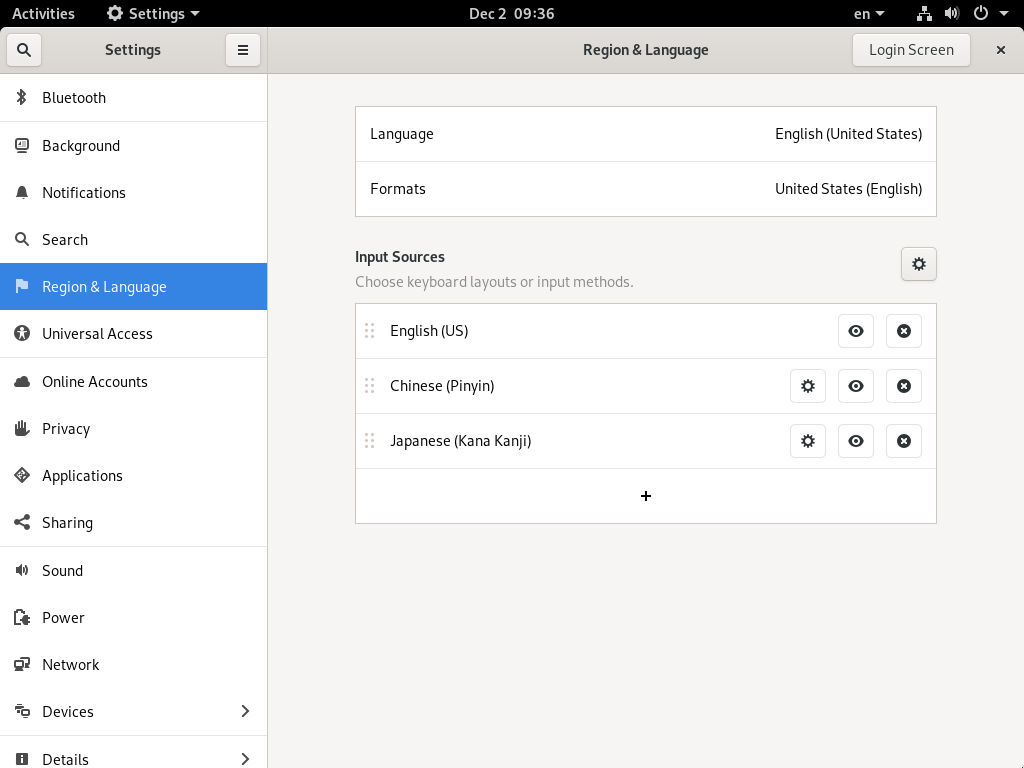 Activities
Settings
Dec 2 09:36
en
Settings
Region & Language
Login Screen
Bluetooth
Background
Notifications
Search
Region & Language
Universal Access
Online Accounts
Privacy
Applications
Sharing
Sound
Power
Network
Devices
Details
Language
English (United States)
Formats
United States (English)
Input Sources
Choose keyboard layouts or input methods.
English (US)
Chinese (Pinyin)
Japanese (Kana Kanji)